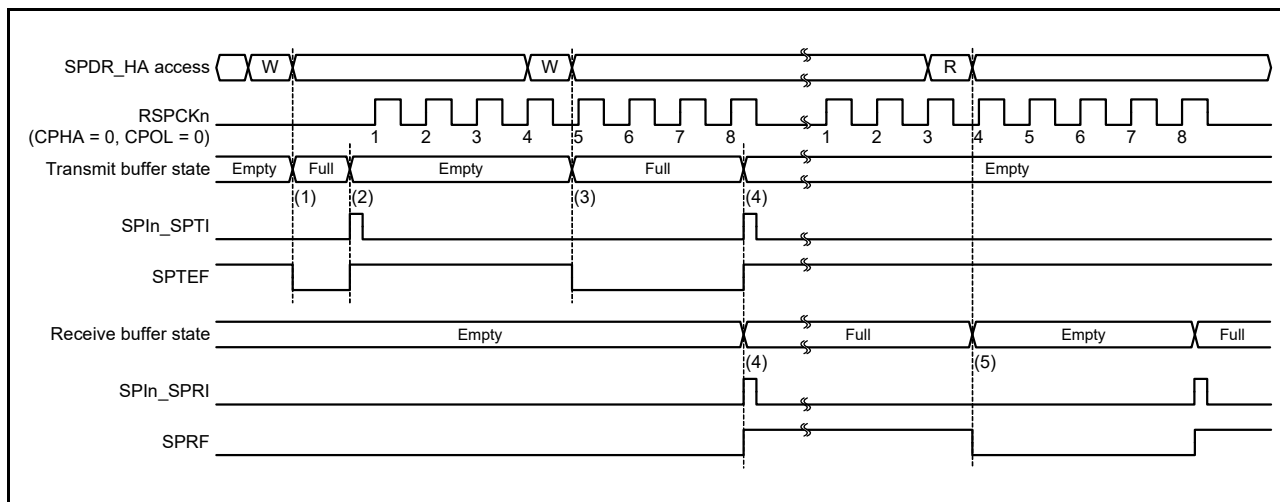 SPDR_HA access W W R
RSPCKn
(CPHA = 0, CPOL = 0)
1 2 3 4 5 6 7 8 1 2 3 4 5 6 7 8
Transmit buffer state Empty Full Empty Full Empty
(1) (2) (3) (4)
SPIn_SPTI
SPTEF
Receive buffer state Empty Full Empty Full
(4) (5)
SPIn_SPRI
SPRF